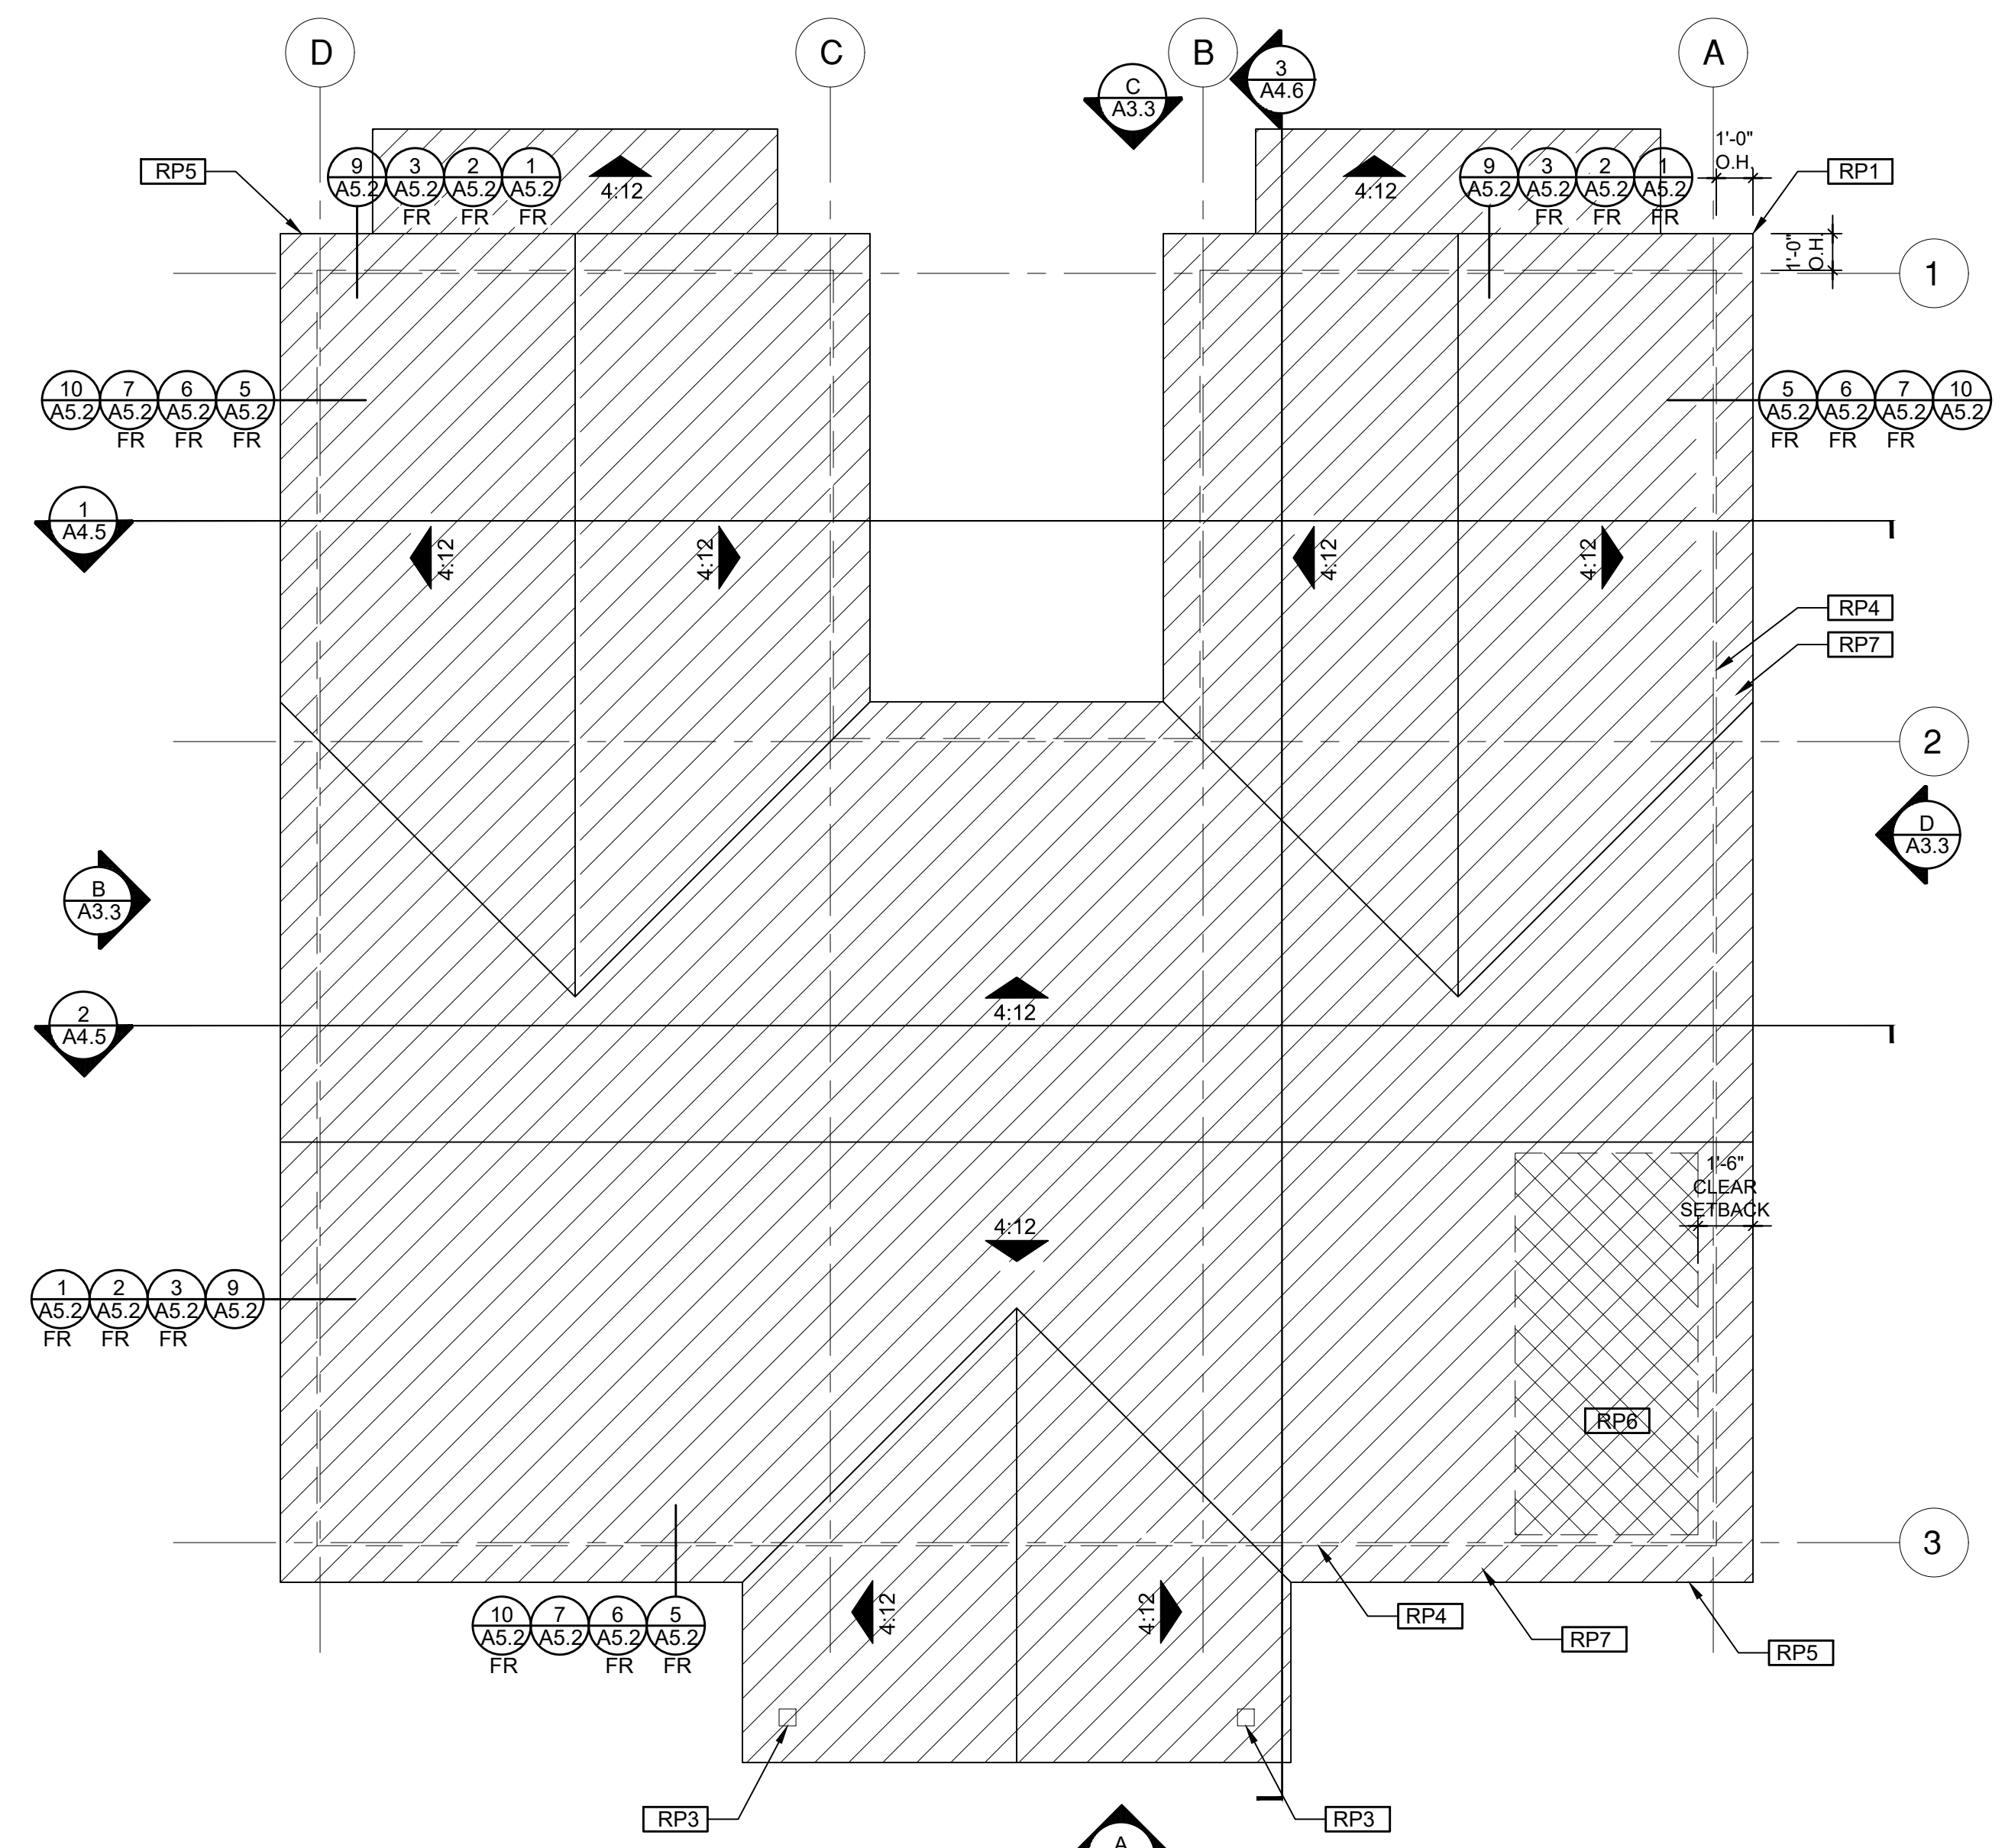 D
C
B
A
3
A4.6
C
A3.3
1'-0"
O.H.
RP5
9
A5.2
3
A5.2
FR
2
A5.2
FR
1
A5.2
FR
4:12
4:12
9
A5.2
3
A5.2
FR
2
A5.2
FR
1
A5.2
FR
RP1
1'-0"
O.H.
1
10
A5.2
7
A5.2
FR
6
A5.2
FR
5
A5.2
FR
5
A5.2
FR
6
A5.2
FR
7
A5.2
FR
10
A5.2
1
A4.5
4:12
4:12
4:12
4:12
RP4
RP7
2
D
A3.3
B
A3.3
2
A4.5
4:12
1'-6"
CLEAR
SETBACK
4:12
1
A5.2
FR
2
A5.2
FR
3
A5.2
FR
9
A5.2
RP6
3
10
A5.2
FR
7
A5.2
6
A5.2
FR
5
A5.2
FR
4:12
4:12
RP4
RP7
RP5
RP3
RP3
A